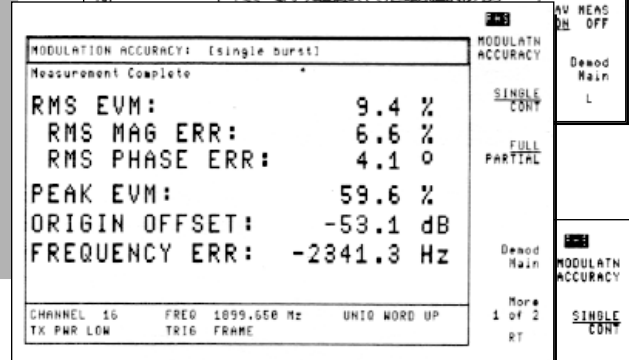 MODULATION ACCURACY: [single burst]
Measurement Complete
RMS EVM: 9.4 %
RMS MAG ERR: 6.6 %
RMS PHASE ERR: 4.1 °
PEAK EVM: 59.6 %
ORIGIN OFFSET: -53.1 dB
FREQUENCY ERR: -2341.3 Hz
CHANNEL 16 FREQ 1899.650 Mz UNIQ WORD UP
TX PWR LOW TRIG FRAME
MODULATN
ACCURACY
SINGLE
CONT
FULL
PARTIAL
Demod
Main
More
1 of 2
RT
AV MEAS
ON OFF
Demod
Main
L
MODULATN
ACCURACY
SINGLE
CONT